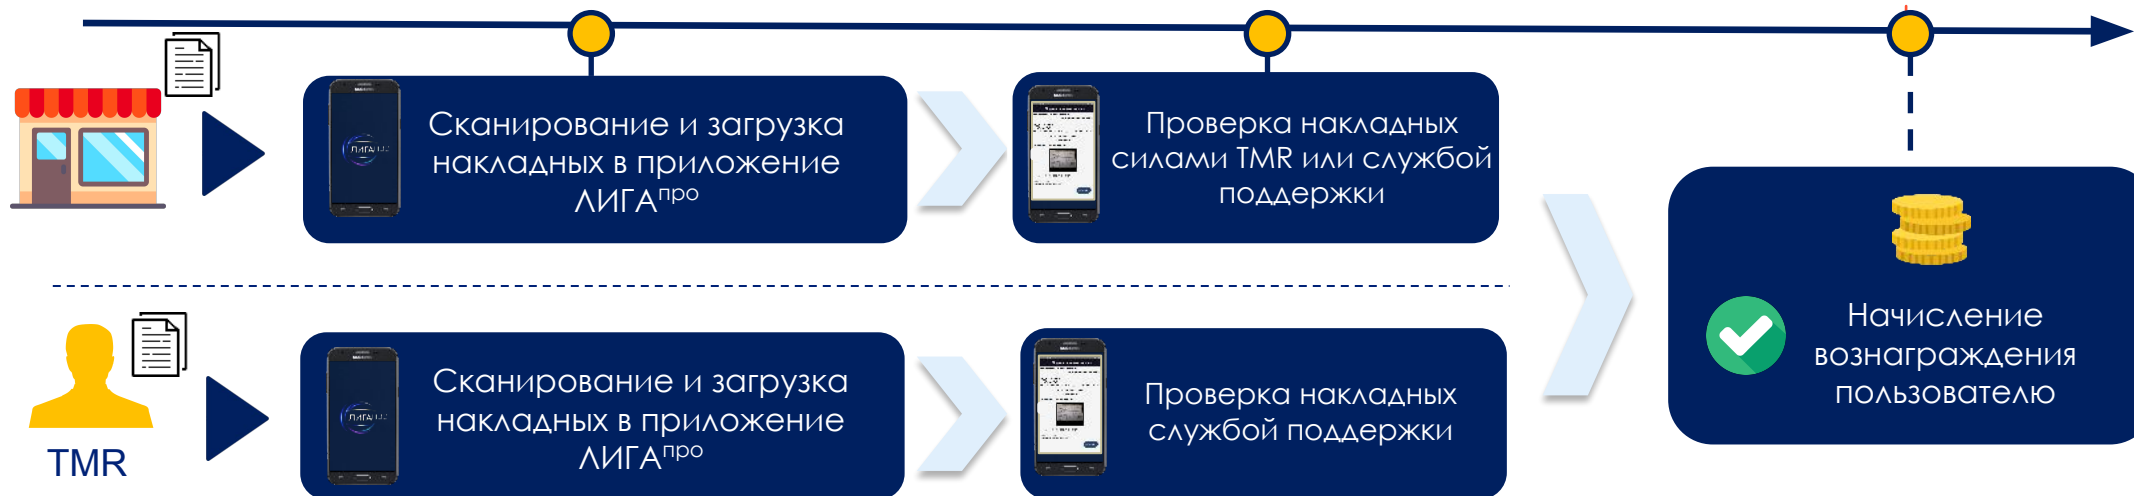 Сканирование и загрузка
накладных в приложение
ЛИГАпро
Проверка накладных
силами TMR или службой
поддержки
TMR
Сканирование и загрузка
накладных в приложение
ЛИГАпро
Проверка накладных
службой поддержки
Начисление
вознаграждения
пользователю